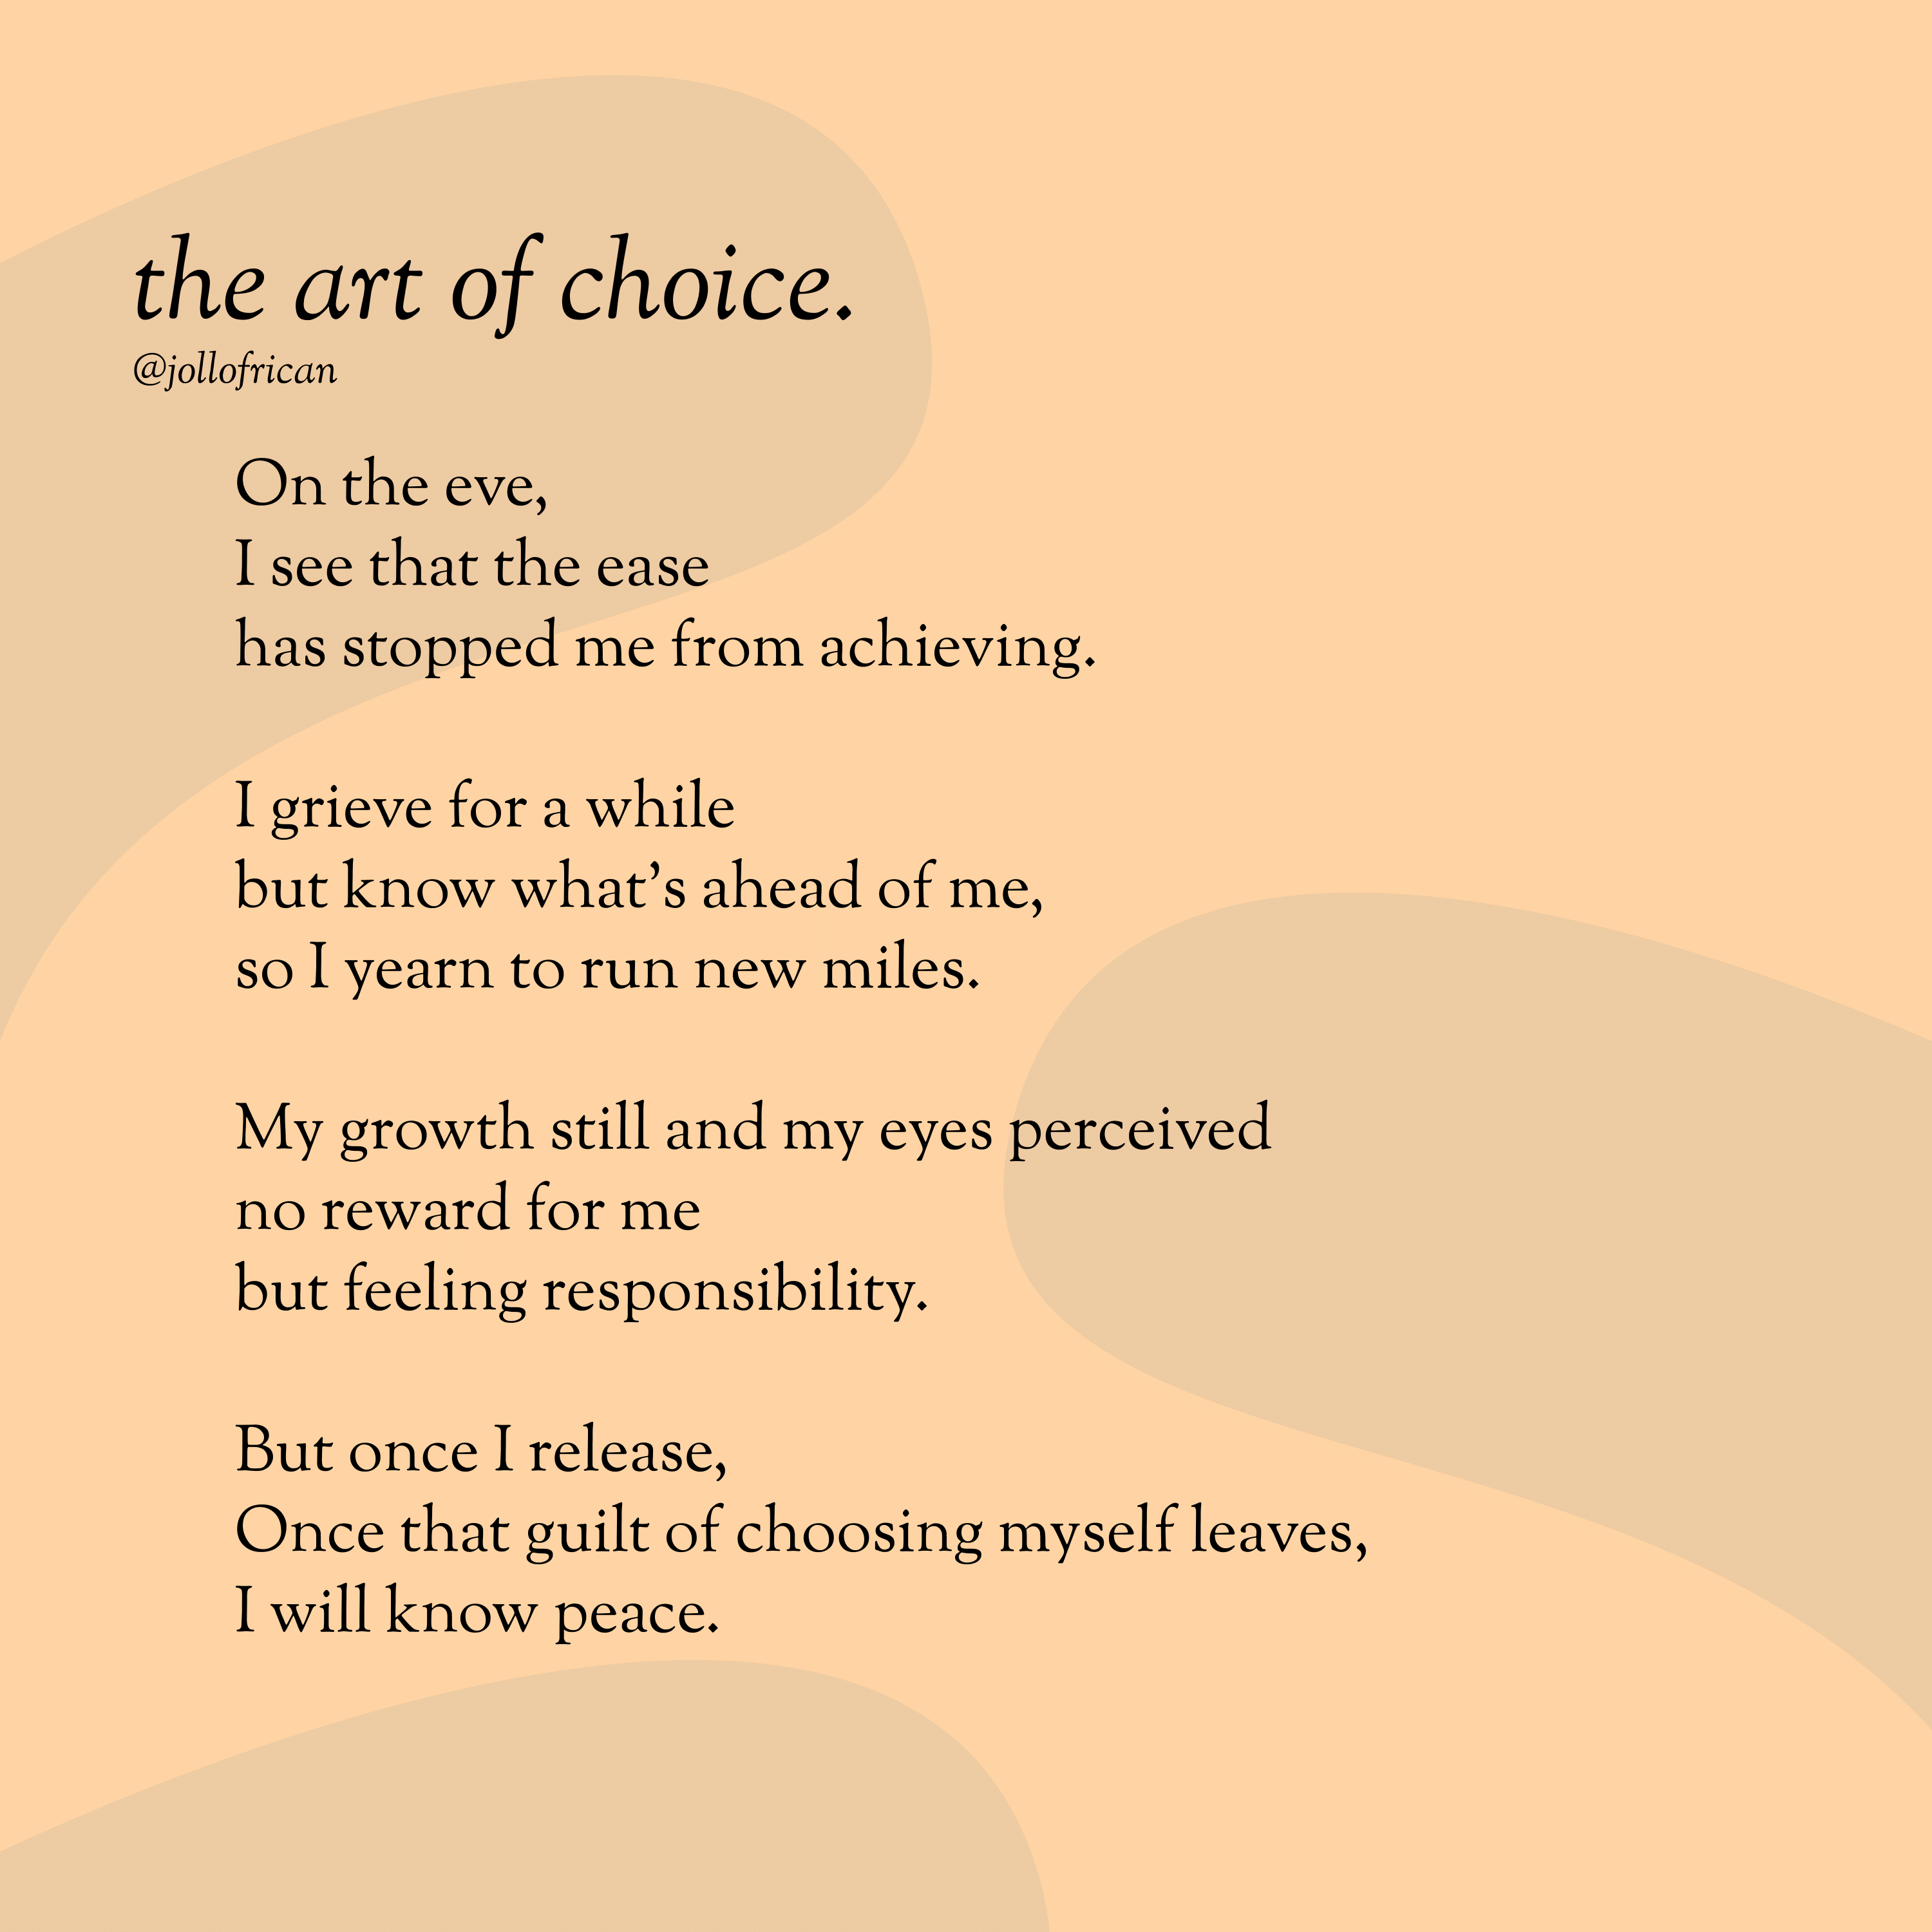 the art of choice.
@jollofrican
On the eve,
I see that the ease
has stopped me from achieving.
I grieve for a while
but know what’s ahead of me,
so I yearn to run new miles.
My growth still and my eyes perceived
no reward for me
but feeling responsibility.
But once I release,
Once that guilt of choosing myself leaves,
I will know peace.